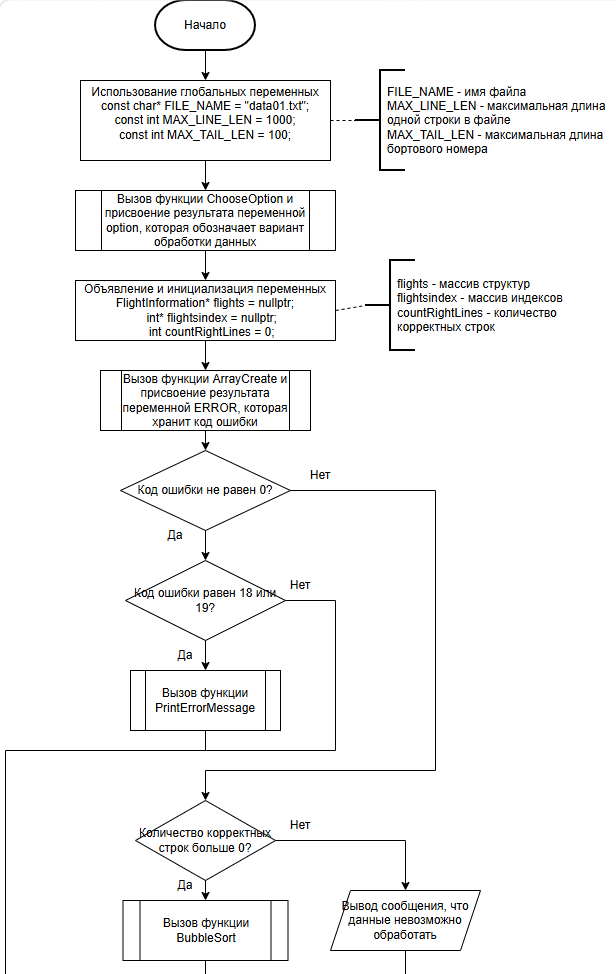 Начало
Использование глобальных переменных
const char* FILE_NAME = "data01.txt";
const int MAX_LINE_LEN = 1000;
const int MAX_TAIL_LEN = 100;
FILE_NAME - имя файла
MAX_LINE_LEN - максимальная длина
одной строки в файле
MAX_TAIL_LEN - максимальная длина
бортового номера
Вызов функции ChooseOption и
присвоение результата переменной
option, которая обозначает вариант
обработки данных
Объявление и инициализация переменных
FlightInformation* flights = nullptr;
int* flightsindex = nullptr;
int countRightLines = 0;
flights - массив структур
flightsindex - массив индексов
countRightLines - количество
корректных строк
Вызов функции ArrayCreate и
присвоение результата
переменной ERROR, которая
хранит код ошибки
Код ошибки не равен 0?
Нет
Да
Код ошибки равен 18 или
19?
Нет
Да
Вызов функции
PrintErrorMessage
Количество корректных
строк больше 0?
Нет
Да
Вызов функции
BubbleSort
Вывод сообщения, что
данные невозможно
обработать